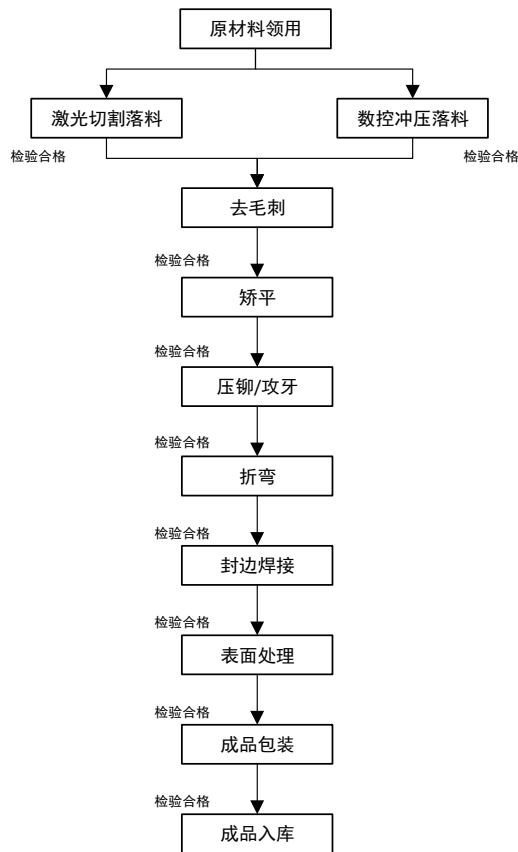 原材料领用
激光切割落料
数控冲压落料
检验合格
检验合格
去毛刺
检验合格
矫平
检验合格
压铆/攻牙
检验合格
折弯
检验合格
封边焊接
检验合格
表面处理
检验合格
成品包装
检验合格
成品入库